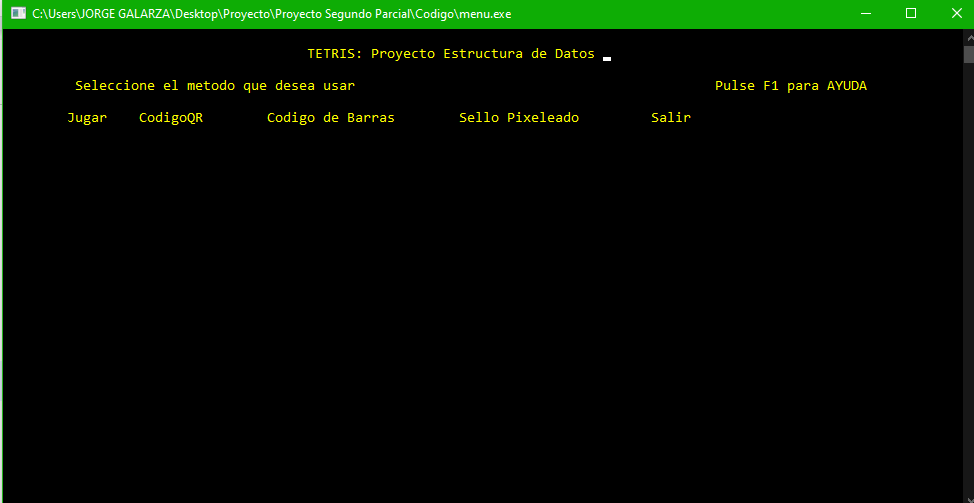 C:\Users\JORGE GALARZA\Desktop\Proyecto\Proyecto Segundo Parcial\Codigo\menu.exe
TETRIS: Proyecto Estructura de Datos
Seleccione el metodo que desea usar Pulse F1 para AYUDA
Jugar CodigoQR Codigo de Barras Sello Pixeleado Salir